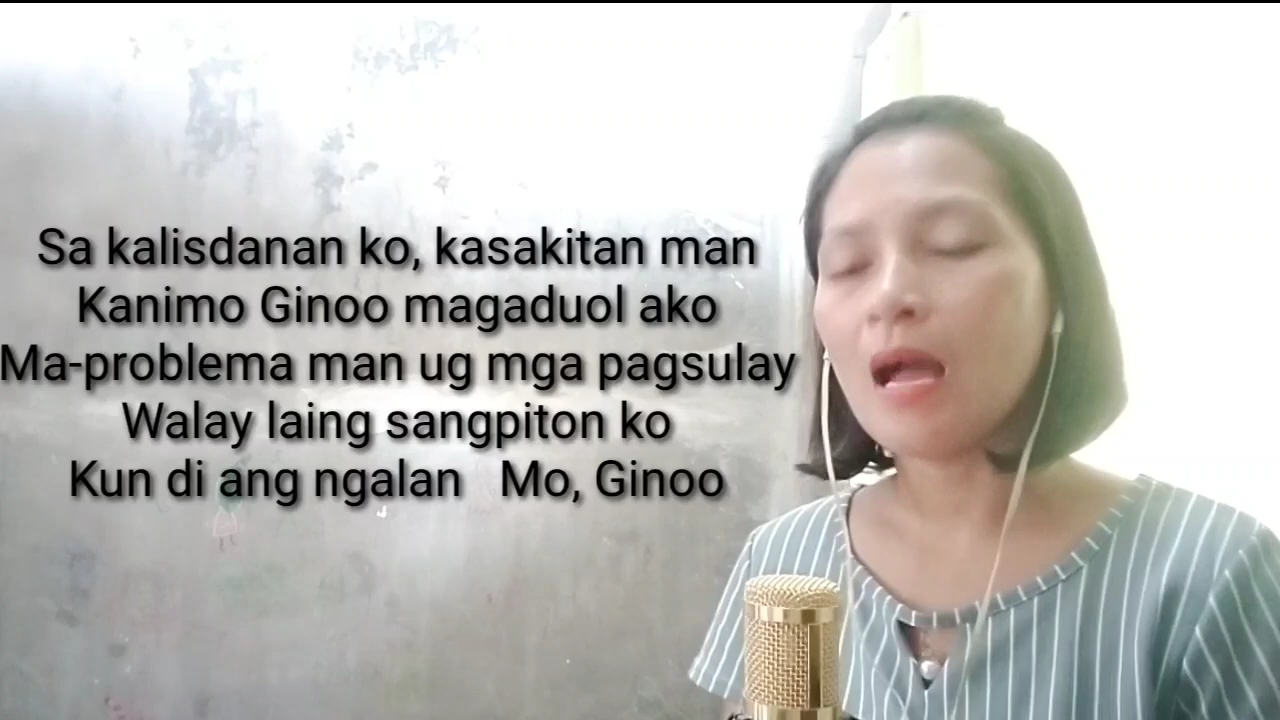 Sa kalisdanan ko, kasakitan man
Kanimo Ginoo magaduol ako
Ma-problema man ug mga pagsulay
Walay laing sangpiton ko
Kun di ang ngalan Mo, Ginoo